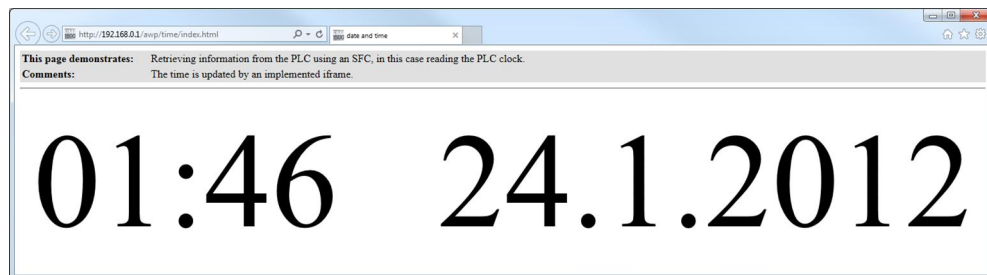 http://192.168.0.1/awp/time/index.html
date and time
This page demonstrates: Retrieving information from the PLC using an SFC, in this case reading the PLC clock.
Comments: The time is updated by an implemented iframe.
01:46 24.1.2012